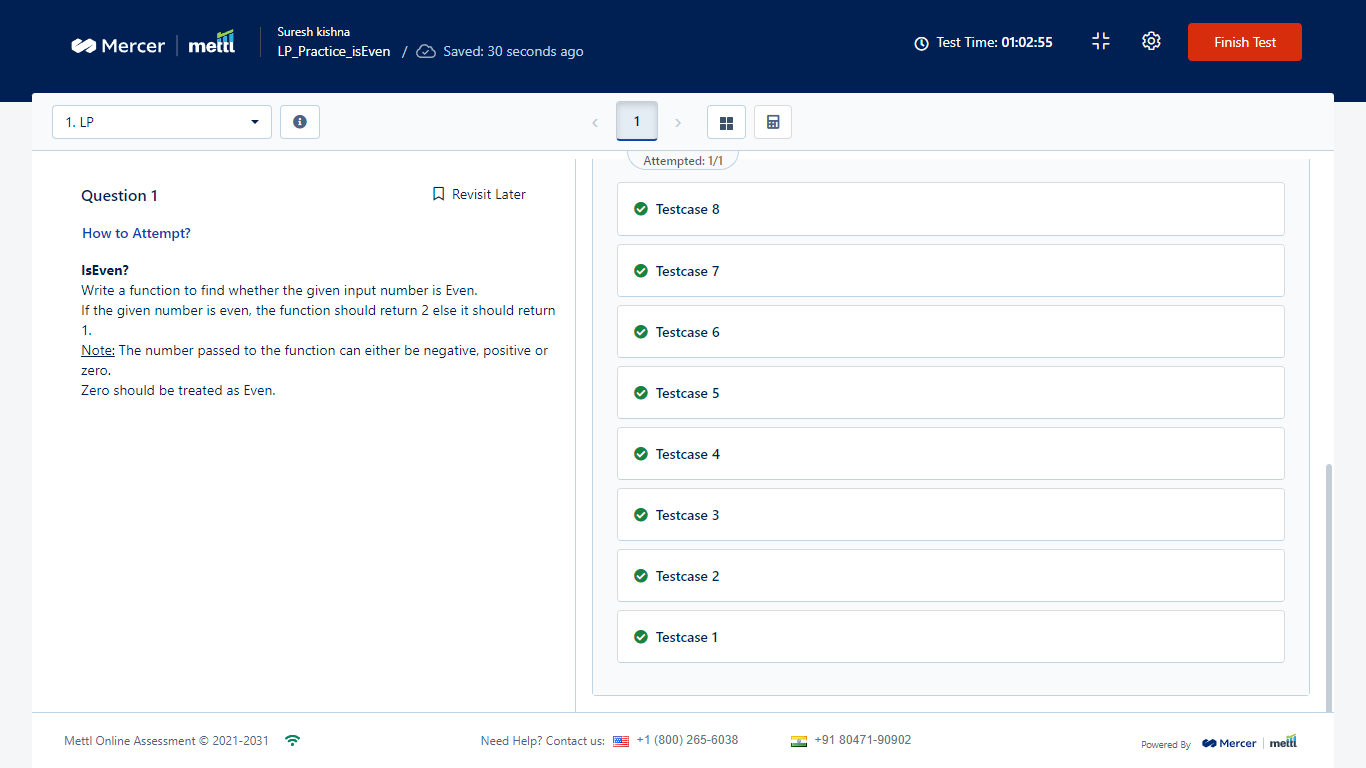 Mercer | mettl
Suresh kishna
LP_Practice_isEven / Saved: 30 seconds ago
Test Time: 01:02:55
Finish Test
1. LP
1
Attempted: 1/1
Question 1
Revisit Later
How to Attempt?
IsEven?
Write a function to find whether the given input number is Even.
If the given number is even, the function should return 2 else it should return
1.
Note: The number passed to the function can either be negative, positive or
zero.
Zero should be treated as Even.
Testcase 8
Testcase 7
Testcase 6
Testcase 5
Testcase 4
Testcase 3
Testcase 2
Testcase 1
Mettl Online Assessment © 2021-2031
Need Help? Contact us: +1 (800) 265-6038
+91 80471-90902
Powered By Mercer | mettl